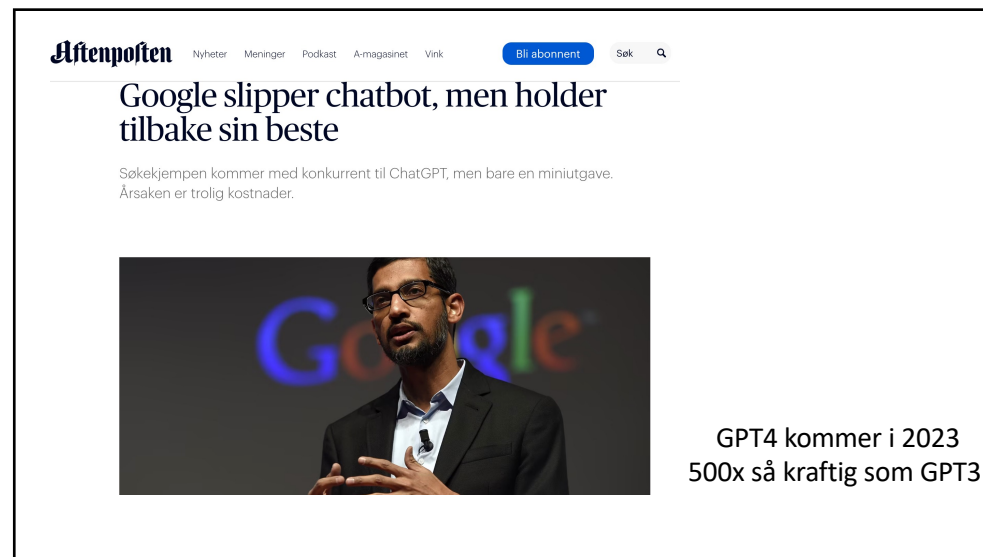 Aftenposten Nyheter Meninger Podkast A-magasinet Vink Bli abonnent Søk
Google slipper chatbot, men holder
tilbake sin beste
Søkekjempen kommer med konkurrent til ChatGPT, men bare en miniutgave.
Årsaken er trolig kostnader.
Google
GPT4 kommer i 2023
500x så kraftig som GPT3